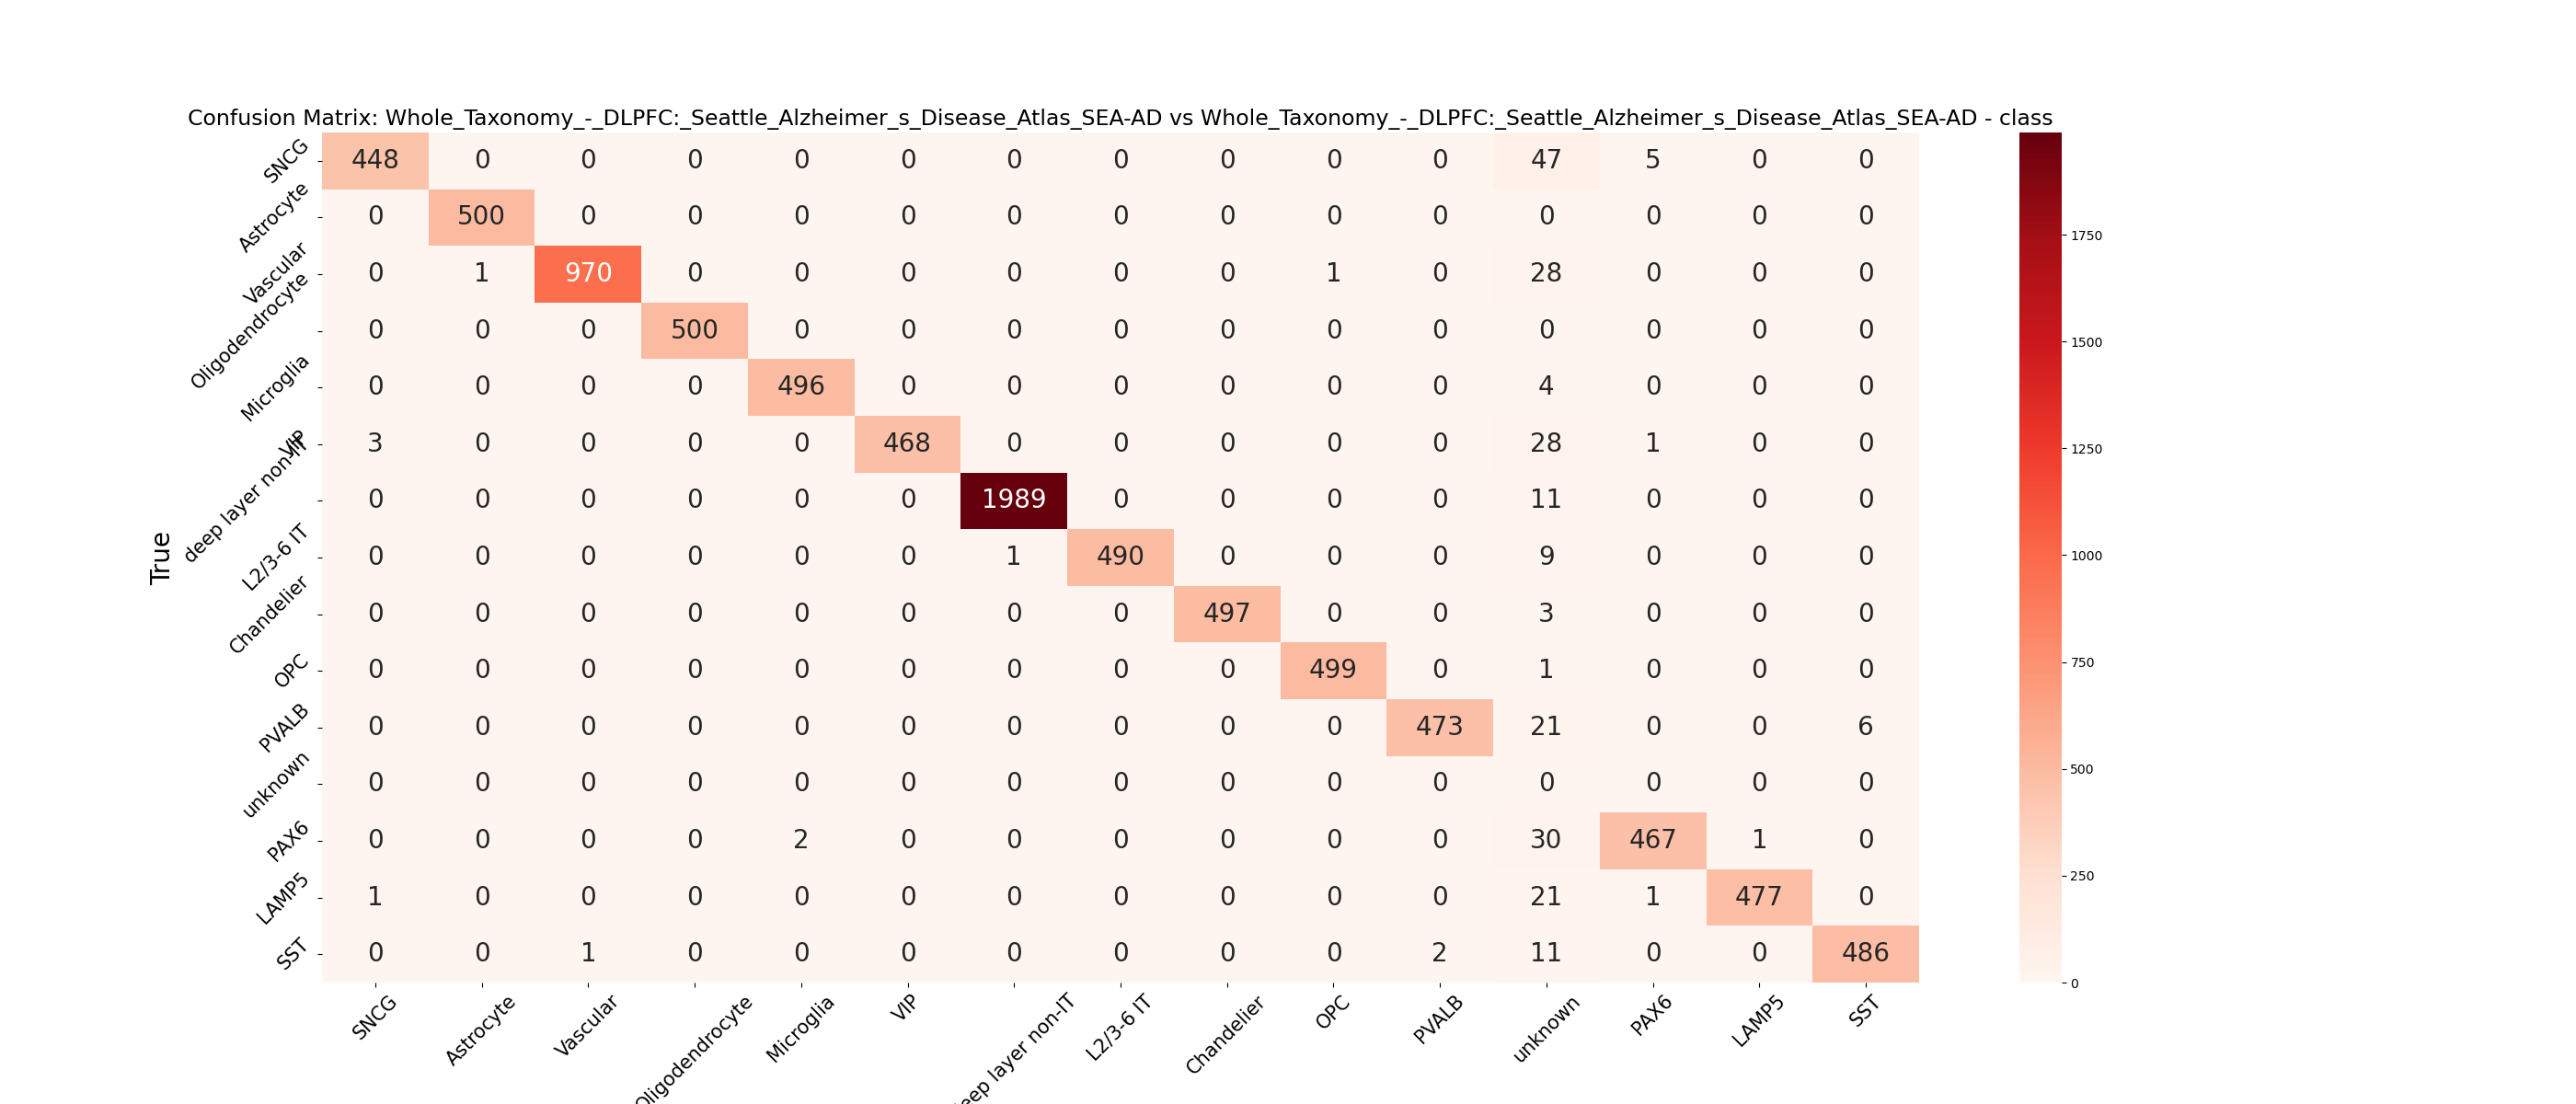 Confusion Matrix: Whole_Taxonomy_-_DLPFC:_Seattle_Alzheimer_s_Disease_Atlas_SEA-AD vs Whole_Taxonomy_-_DLPFC:_Seattle_Alzheimer_s_Disease_Atlas_SEA-AD - class
SNCG 448 0 0 0 0 0 0 0 0 0 0 47 5 0 0
Astrocyte 0 500 0 0 0 0 0 0 0 0 0 0 0 0 0
Vascular 0 1 970 0 0 0 0 0 0 1 0 28 0 0 0
Oligodendrocyte 0 0 0 500 0 0 0 0 0 0 0 0 0 0 0
Microglia 0 0 0 0 496 0 0 0 0 0 0 4 0 0 0
VIP 3 0 0 0 0 468 0 0 0 0 0 28 1 0 0
deep layer non-IT 0 0 0 0 0 0 1989 0 0 0 0 11 0 0 0
L2/3-6 IT 0 0 0 0 0 0 1 490 0 0 0 9 0 0 0
Chandelier 0 0 0 0 0 0 0 0 497 0 0 3 0 0 0
OPC 0 0 0 0 0 0 0 0 0 499 0 1 0 0 0
PVALB 0 0 0 0 0 0 0 0 0 0 473 21 0 0 6
unknown 0 0 0 0 0 0 0 0 0 0 0 0 0 0 0
PAX6 0 0 0 0 2 0 0 0 0 0 0 30 467 1 0
LAMP5 1 0 0 0 0 0 0 0 0 0 0 21 1 477 0
SST 0 0 1 0 0 0 0 0 0 0 2 11 0 0 486
True
SNCG Astrocyte Vascular Oligodendrocyte Microglia VIP eep layer non-IT L2/3-6 IT Chandelier OPC PVALB unknown PAX6 LAMP5 SST
1750
1500
1250
1000
750
500
250
0